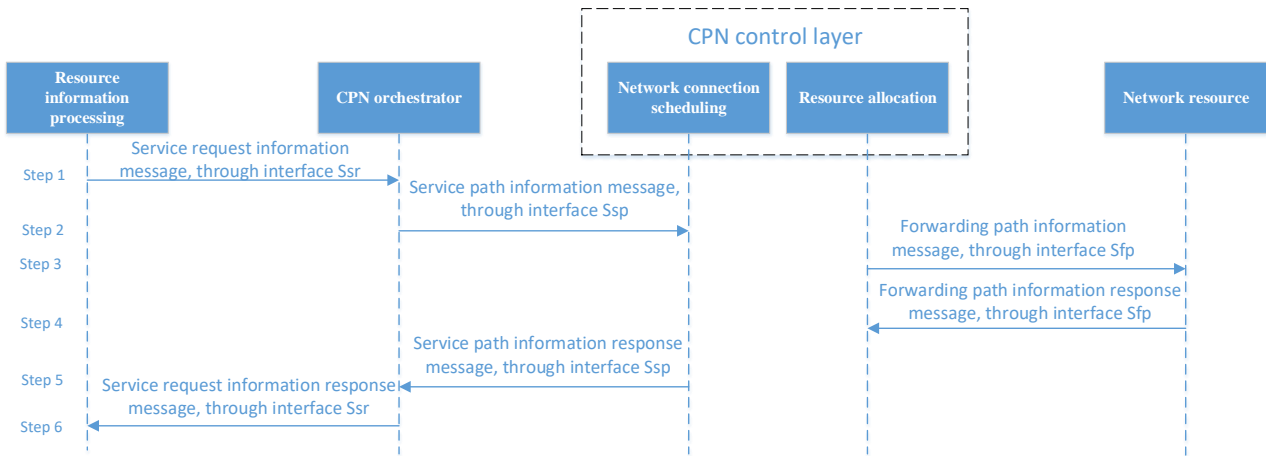 CPN control layer
Resource
information
processing
CPN orchestrator
Network connection
scheduling
Resource allocation
Network resource
Service request information
message, through interface Ssr
Step 1
Service path information message,
through interface Ssp
Step 2
Forwarding path information
message, through interface Sfp
Step 3
Forwarding path information response
message, through interface Sfp
Step 4
Service path information response
message, through interface Ssp
Step 5
Service request information response
message, through interface Ssr
Step 6